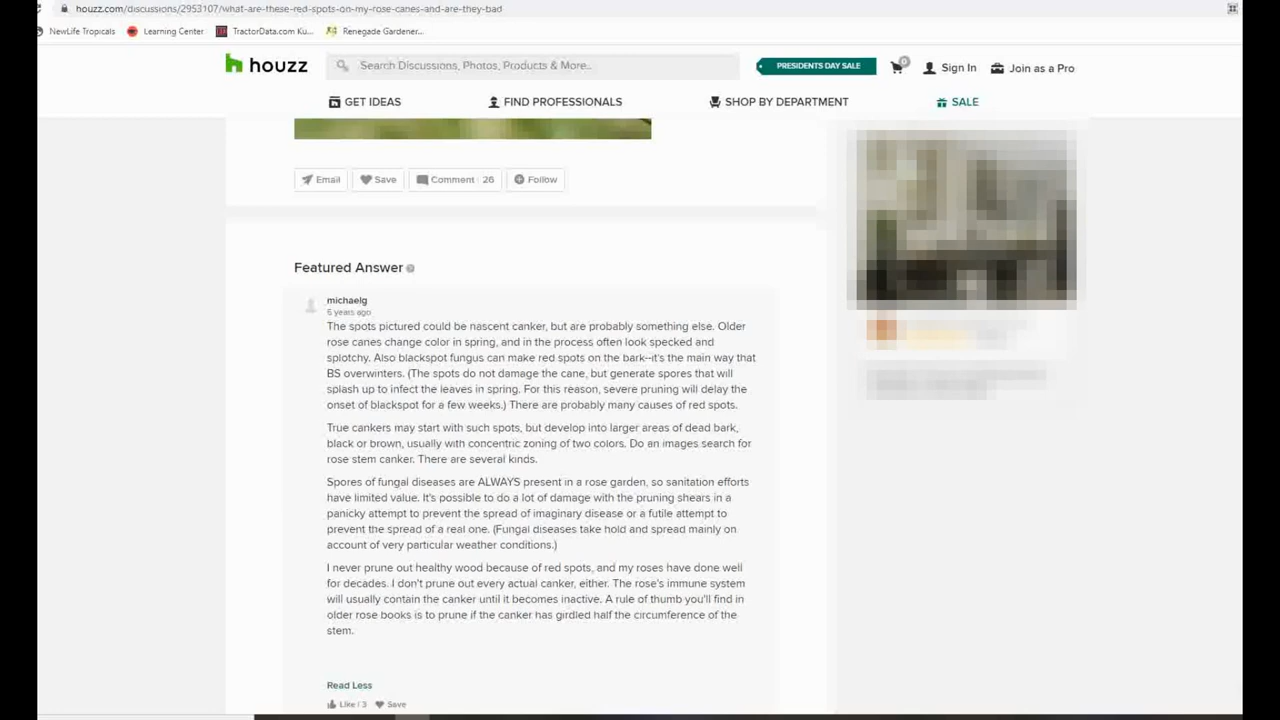 houzz.com/discussions/2953107/what-are-these-red-spots-on-my-rose-canes-and-are-they-bad
NewLife Tropicals Learning Center TractorData.com Ku... Renegade Gardener...
houzz Search Discussions, Photos, Products & More... PRESIDENTS DAY SALE 0 Sign In Join as a Pro
GET IDEAS FIND PROFESSIONALS SHOP BY DEPARTMENT SALE
Email Save Comment 26 Follow
Featured Answer
michaelg
5 years ago
The spots pictured could be nascent canker, but are probably something else. Older
rose canes change color in spring, and in the process often look specked and
splotchy. Also blackspot fungus can make red spots on the bark--it's the main way that
BS overwinters. (The spots do not damage the cane, but generate spores that will
splash up to infect the leaves in spring. For this reason, severe pruning will delay the
onset of blackspot for a few weeks.) There are probably many causes of red spots.
True cankers may start with such spots, but develop into larger areas of dead bark,
black or brown, usually with concentric zoning of two colors. Do an images search for
rose stem canker. There are several kinds.
Spores of fungal diseases are ALWAYS present in a rose garden, so sanitation efforts
have limited value. It's possible to do a lot of damage with the pruning shears in a
panicky attempt to prevent the spread of imaginary disease or a futile attempt to
prevent the spread of a real one. (Fungal diseases take hold and spread mainly on
account of very particular weather conditions.)
I never prune out healthy wood because of red spots, and my roses have done well
for decades. I don't prune out every actual canker, either. The rose's immune system
will usually contain the canker until it becomes inactive. A rule of thumb you'll find in
older rose books is to prune if the canker has girdled half the circumference of the
stem.
Read Less
Like | 3 Save